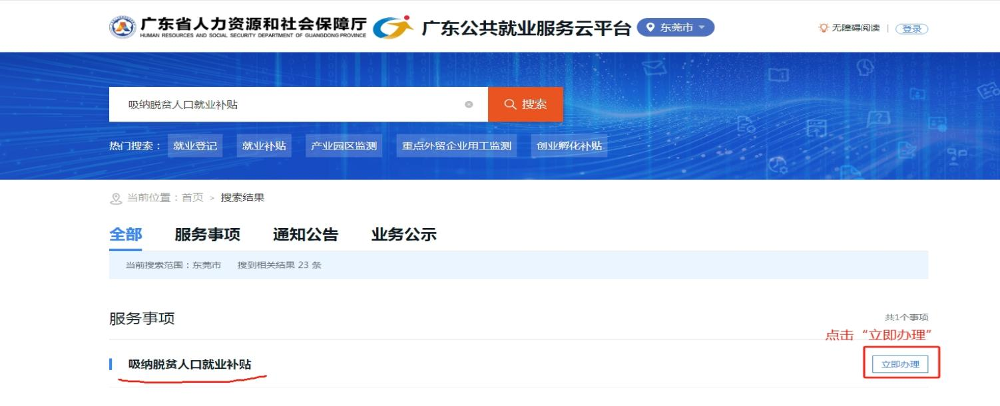 广东省人力资源和社会保障厅
HUMAN RESOURCES AND SOCIAL SECURITY DEPARTMENT OF GUANGDONG PROVINCE
广东公共就业服务云平台
东莞市
无障碍阅读 | 登录
吸纳脱贫人口就业补贴
搜索
热门搜索： 就业登记 就业补贴 产业园区监测 重点外贸企业用工监测 创业孵化补贴
当前位置：首页 > 搜索结果
全部 服务事项 通知公告 业务公示
当前搜索范围：东莞市 搜到相关结果 23 条
服务事项
共1个事项
点击“立即办理”
吸纳脱贫人口就业补贴
立即办理